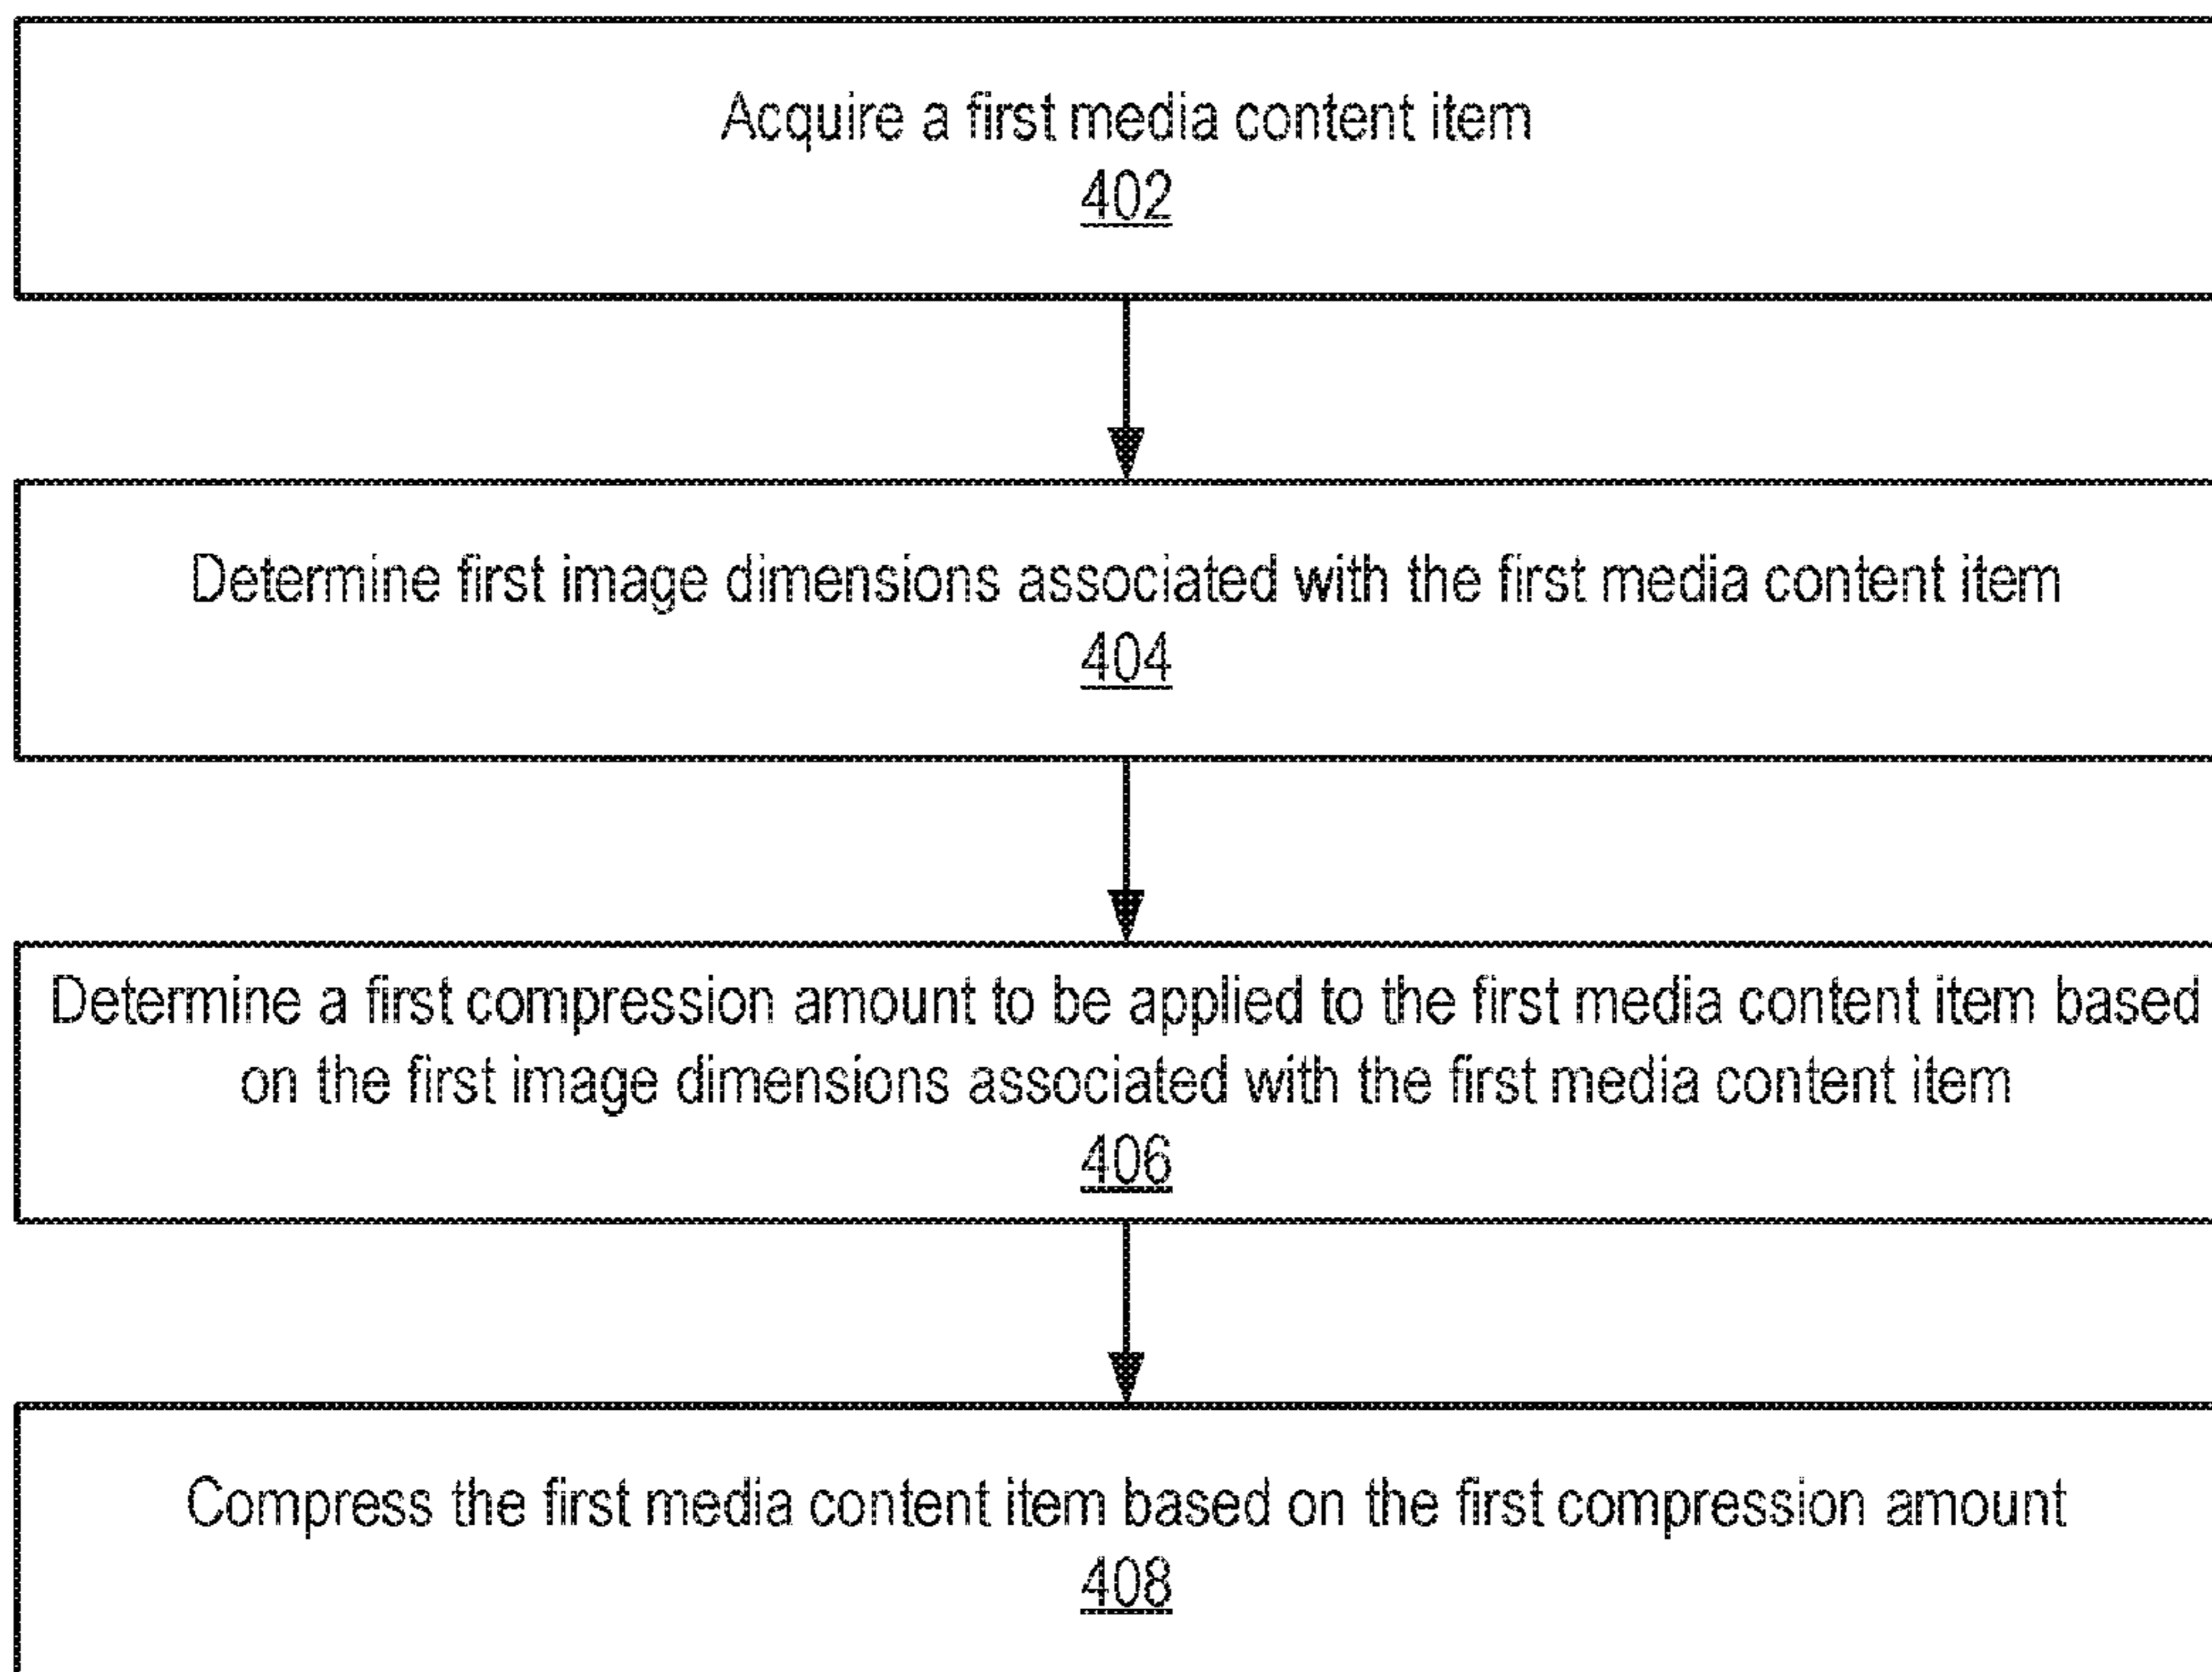 Acquire a first media content item
402
Determine first image dimensions associated with the first media content item
404
Determine a first compression amount to be applied to the first media content item based
on the first image dimensions associated with the first media content item
406
Compress the first media content item based on the first compression amount
408